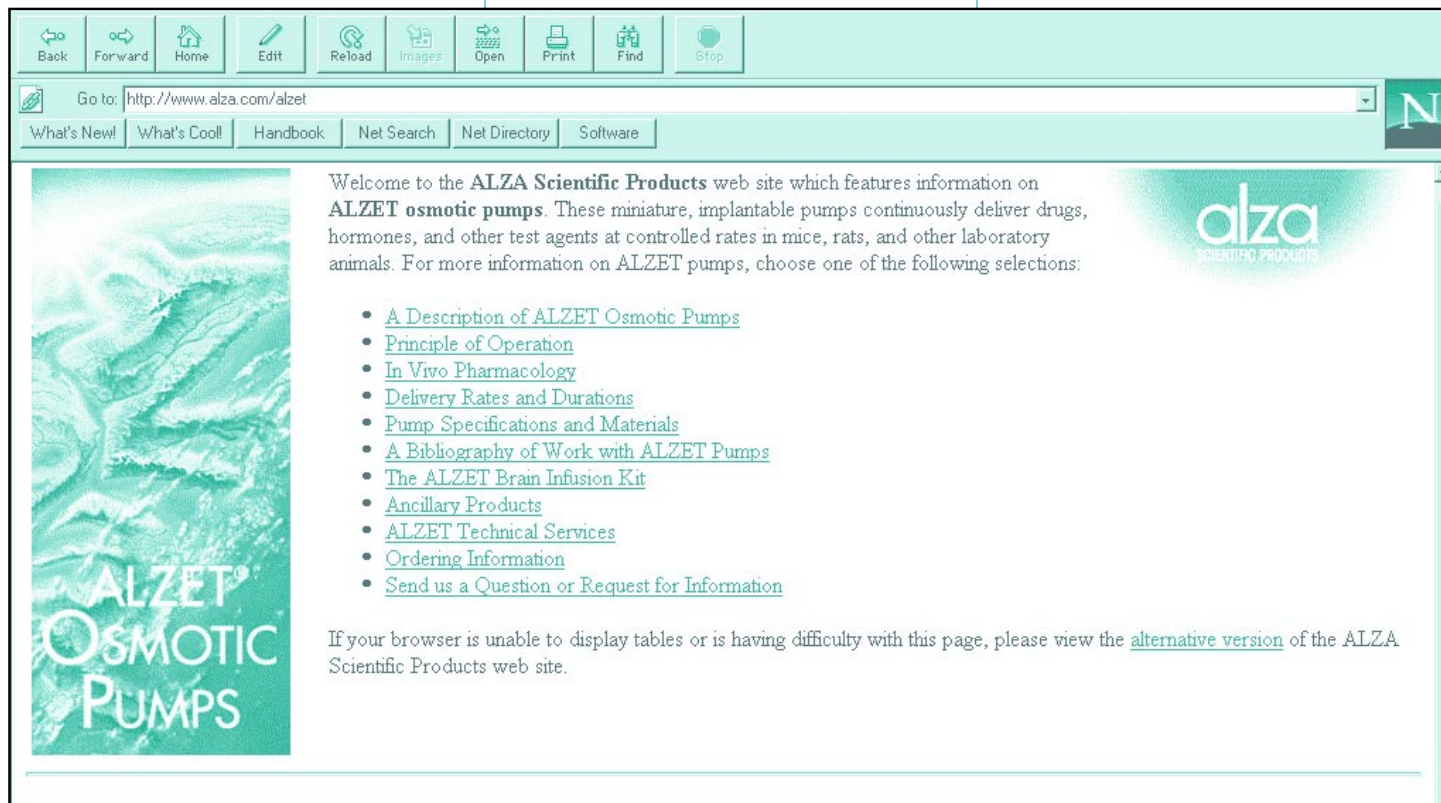 Back Forward Home Edit Reload Images Open Print Find Stop
Go to: http://www.alza.com/alzet
N
What's New! What's Cool! Handbook Net Search Net Directory Software
Welcome to the ALZA Scientific Products web site which features information on
ALZET osmotic pumps. These miniature, implantable pumps continuously deliver drugs,
hormones, and other test agents at controlled rates in mice, rats, and other laboratory
animals. For more information on ALZET pumps, choose one of the following selections:
alza
SCIENTIFIC PRODUCTS
• A Description of ALZET Osmotic Pumps
• Principle of Operation
• In Vivo Pharmacology
• Delivery Rates and Durations
• Pump Specifications and Materials
• A Bibliography of Work with ALZET Pumps
• The ALZET Brain Infusion Kit
• Ancillary Products
• ALZET Technical Services
• Ordering Information
• Send us a Question or Request for Information
ALZET®
OSMOTIC
PUMPS
If your browser is unable to display tables or is having difficulty with this page, please view the alternative version of the ALZA
Scientific Products web site.